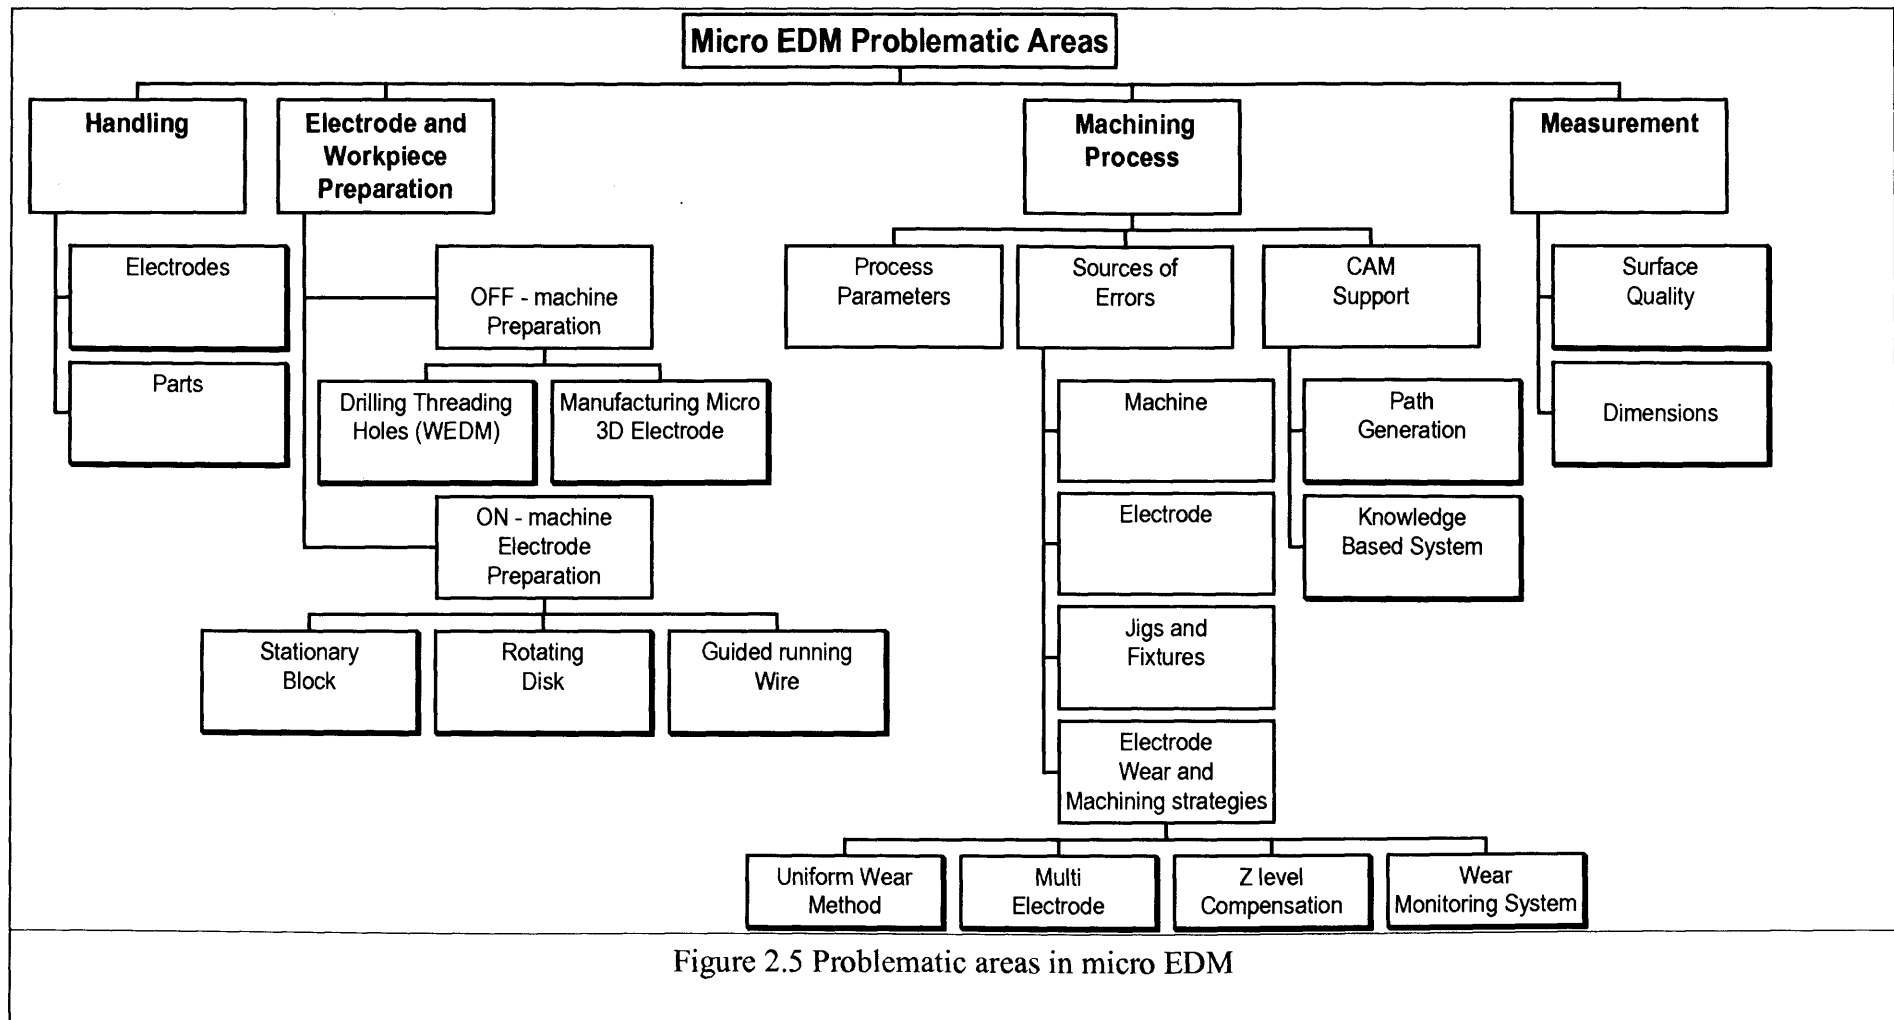 Micro EDM Problematic Areas
Handling
Electrode and
Workpiece
Preparation
Machining
Process
Measurement
Electrodes
Parts
OFF - machine
Preparation
Drilling Threading
Holes (WEDM)
Manufacturing Micro
3D Electrode
ON - machine
Electrode
Preparation
Stationary
Block
Rotating
Disk
Guided running
Wire
Process
Parameters
Sources of
Errors
CAM
Support
Machine
Electrode
Jigs and
Fixtures
Electrode
Wear and
Machining strategies
Uniform Wear
Method
Multi
Electrode
Z level
Compensation
Wear
Monitoring System
Path
Generation
Knowledge
Based System
Surface
Quality
Dimensions
Figure 2.5 Problematic areas in micro EDM